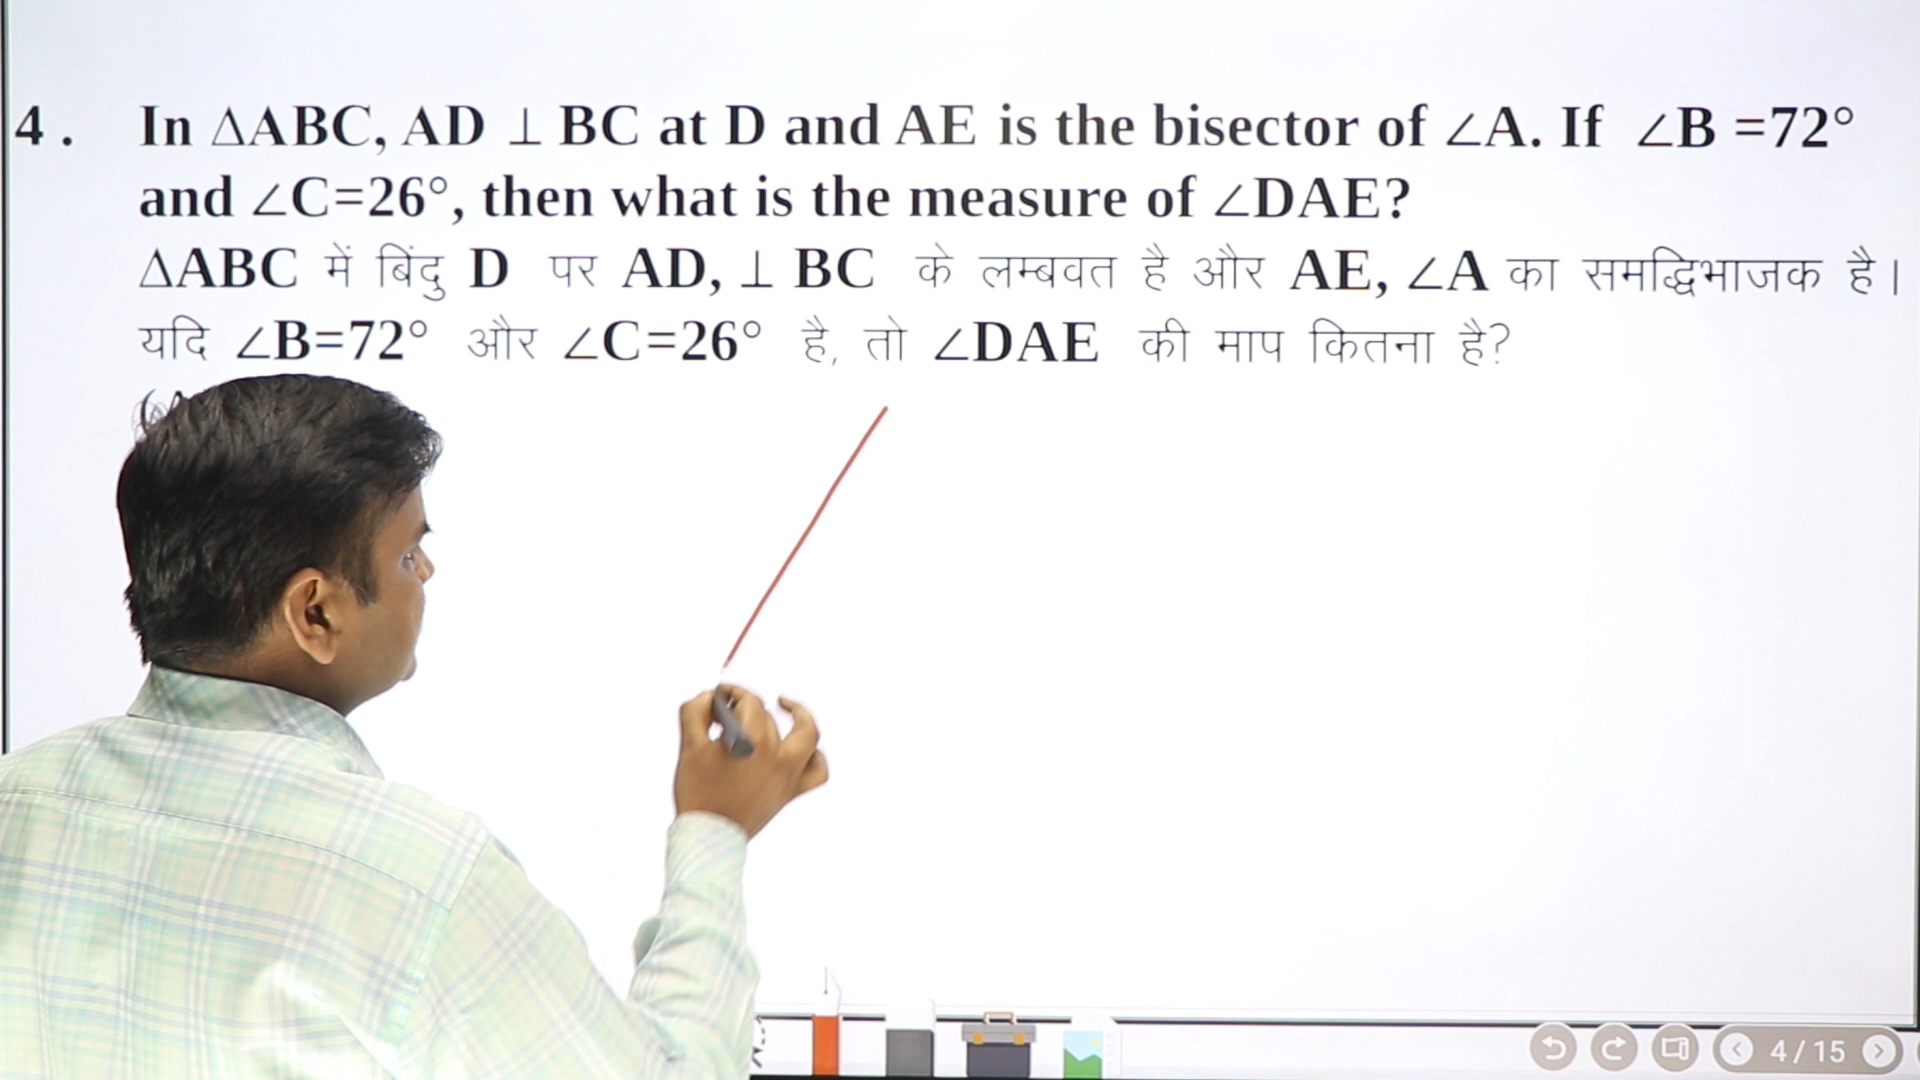 4 . In ΔABC, AD ⊥ BC at D and AE is the bisector of ∠A. If ∠B =72°
and ∠C=26°, then what is the measure of ∠DAE?
ΔABC में बिंदु D पर AD, ⊥ BC के लम्बवत है और AE, ∠A का समद्विभाजक है।
यदि ∠B=72° और ∠C=26° है, तो ∠DAE की माप कितना है?
4/15